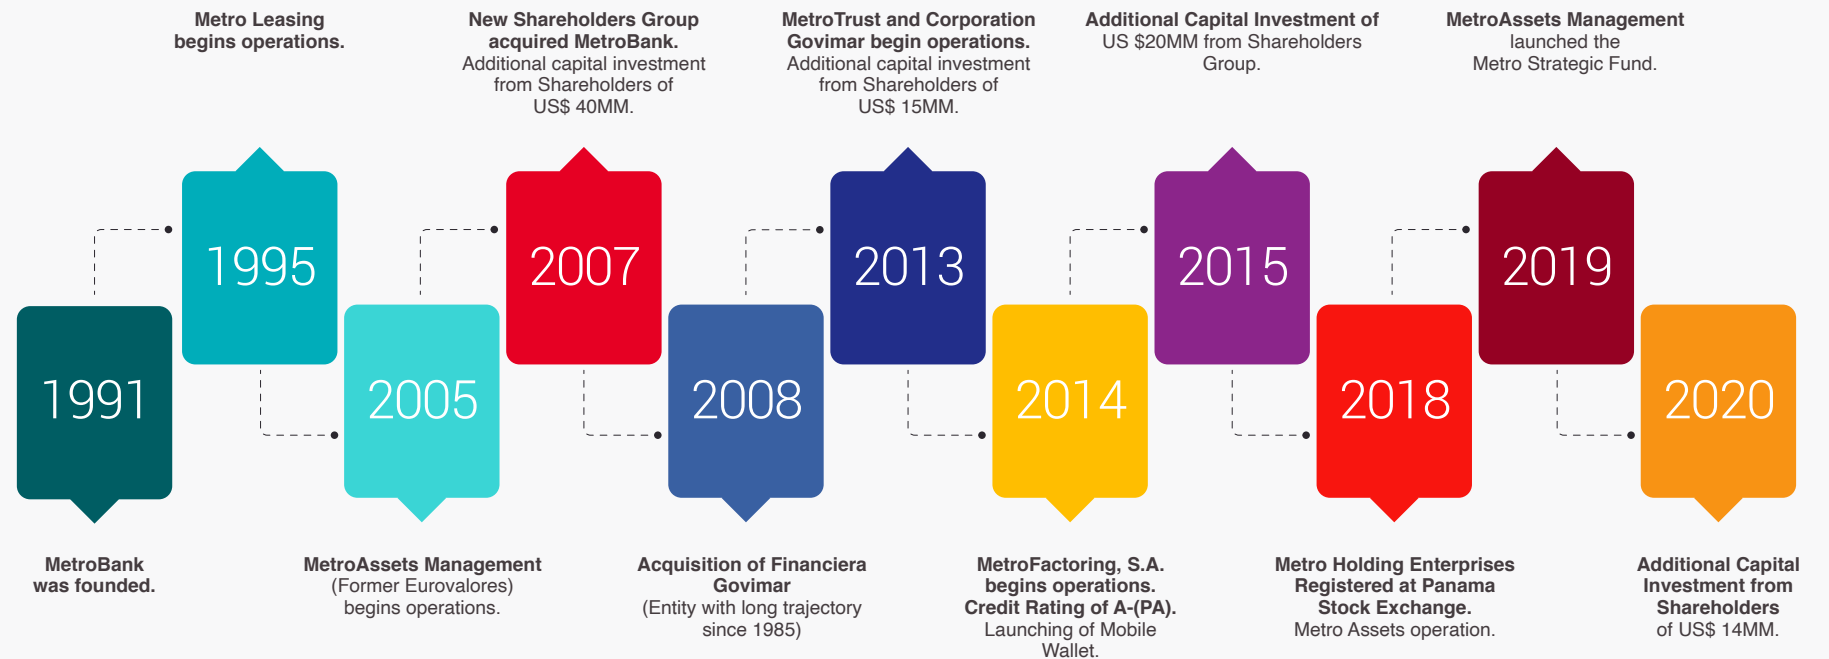 Metro Leasing
begins operations.
New Shareholders Group
acquired MetroBank.
Additional capital investment
from Shareholders of
US$ 40MM.
MetroTrust and Corporation
Govimar begin operations.
Additional capital investment
from Shareholders of
US$ 15MM.
Additional Capital Investment of
US $20MM from Shareholders
Group.
MetroAssets Management
launched the
Metro Strategic Fund.
1995
2007
2013
2015
2019
1991
2005
2008
2014
2018
2020
MetroBank
was founded.
MetroAssets Management
(Former Eurovalores)
begins operations.
Acquisition of Financiera
Govimar
(Entity with long trajectory
since 1985)
MetroFactoring, S.A.
begins operations.
Credit Rating of A-(PA).
Launching of Mobile
Wallet.
Metro Holding Enterprises
Registered at Panama
Stock Exchange.
Metro Assets operation.
Additional Capital
Investment from
Shareholders
of US$ 14MM.